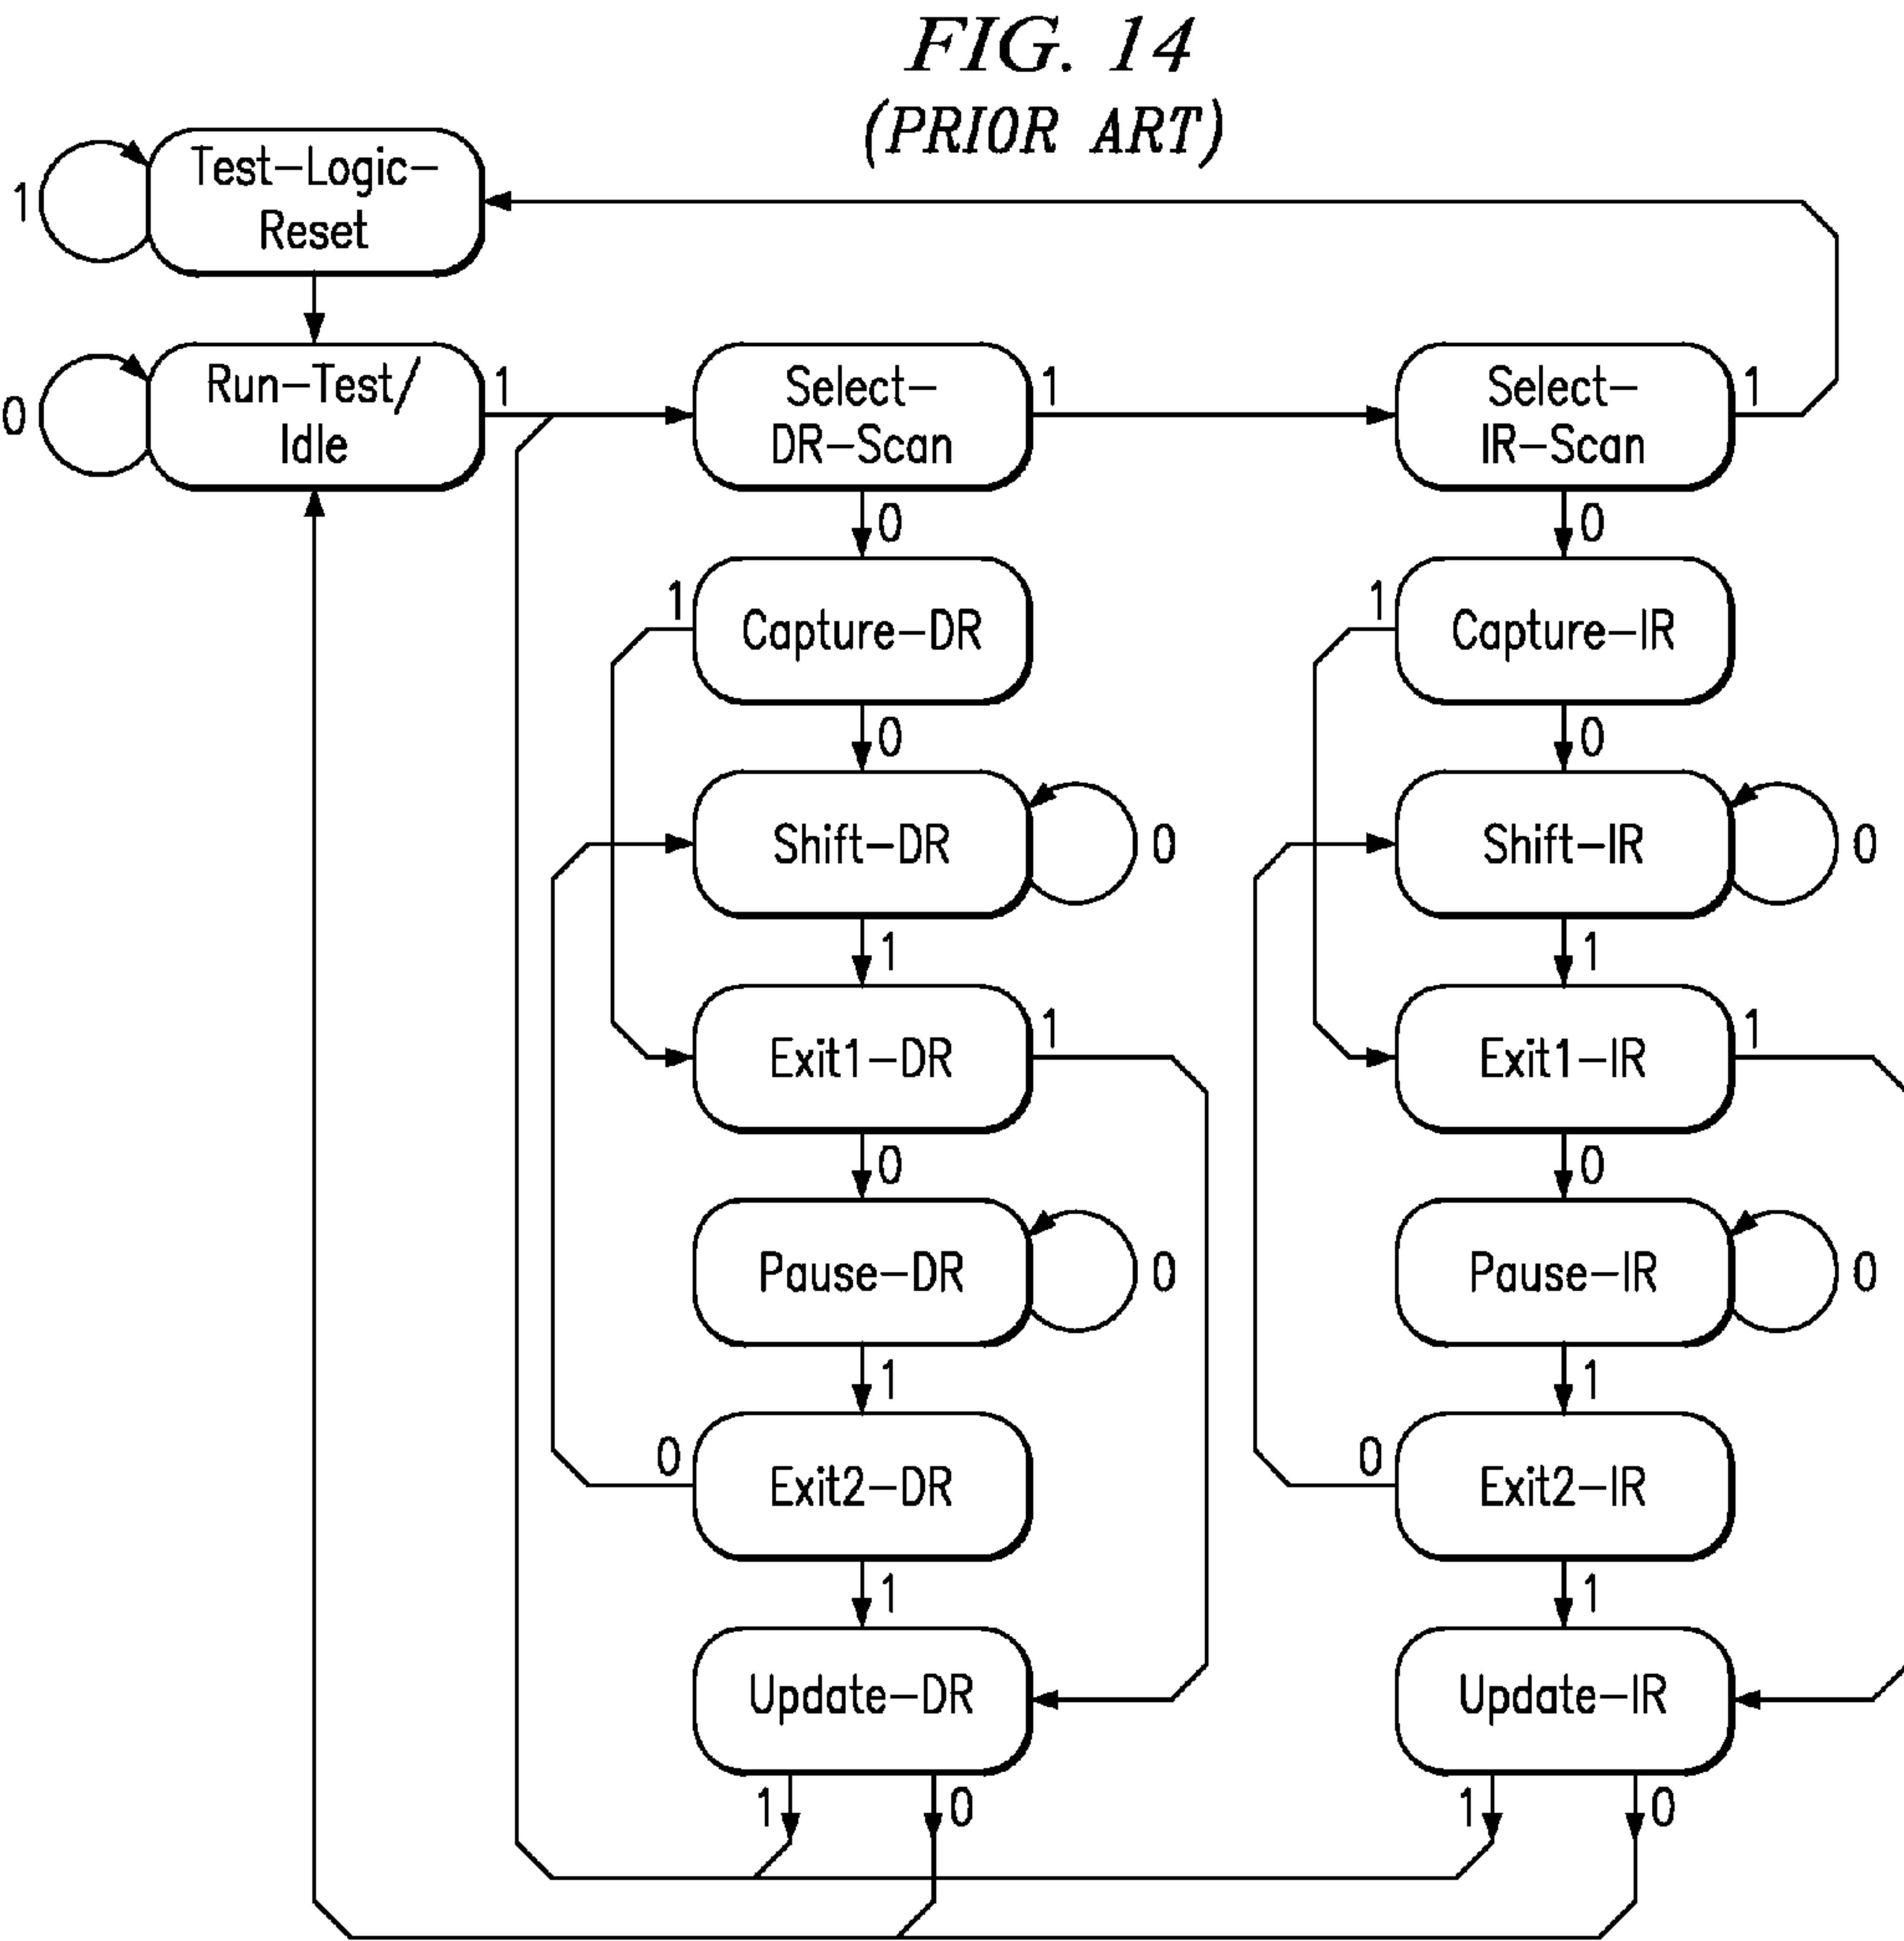 FIG. 14
(PRIOR ART)
Test-Logic-
Reset
1
Run-Test/
Idle
0
1
Select-
DR-Scan
1
Select-
IR-Scan
1
0
0
1
Capture-DR
1
Capture-IR
0
0
Shift-DR
0
Shift-IR
0
1
1
Exit1-DR
1
Exit1-IR
1
0
0
Pause-DR
0
Pause-IR
0
1
1
0
Exit2-DR
0
Exit2-IR
1
1
Update-DR
Update-IR
1
0
1
0